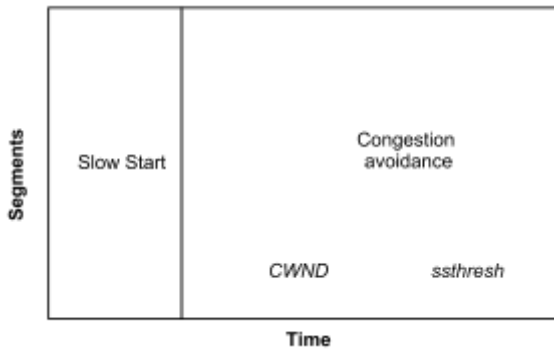 Segments
Slow Start
Congestion
avoidance
CWND
ssthresh
Time